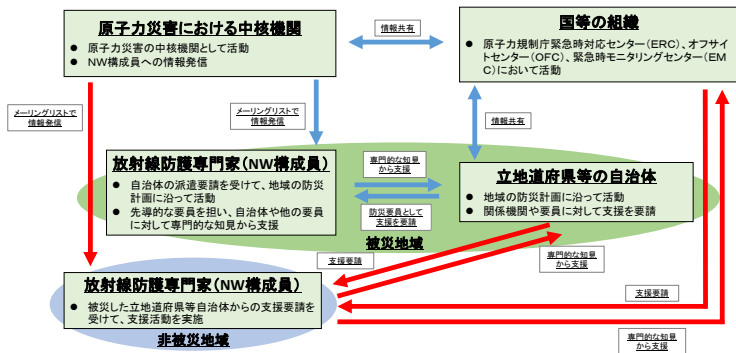 原子力災害における中核機関
● 原子力災害の中核機関として活動
● NW構成員への情報発信
情報共有
国等の組織
● 原子力規制庁緊急時対応センター(ERC)、オフサイ
トセンター(OFC)、緊急時モニタリングセンター(EM
C)において活動
メーリングリストで
情報発信
メーリングリストで
情報発信
情報共有
放射線防護専門家(NW構成員)
● 自治体の派遣要請を受けて、地域の防災
計画に沿って活動
● 先導的な要員を担い、自治体や他の要員
に対して専門的な知見から支援
専門的な知見
から支援
防災要員として
支援を要請
立地道府県等の自治体
● 地域の防災計画に沿って活動
● 関係機関や要員に対して支援を要請
被災地域
支援要請
専門的な知見
から支援
放射線防護専門家(NW構成員)
● 被災した立地道府県等自治体からの支援要請を
受けて、支援活動を実施
非被災地域
支援要請
専門的な知見
から支援